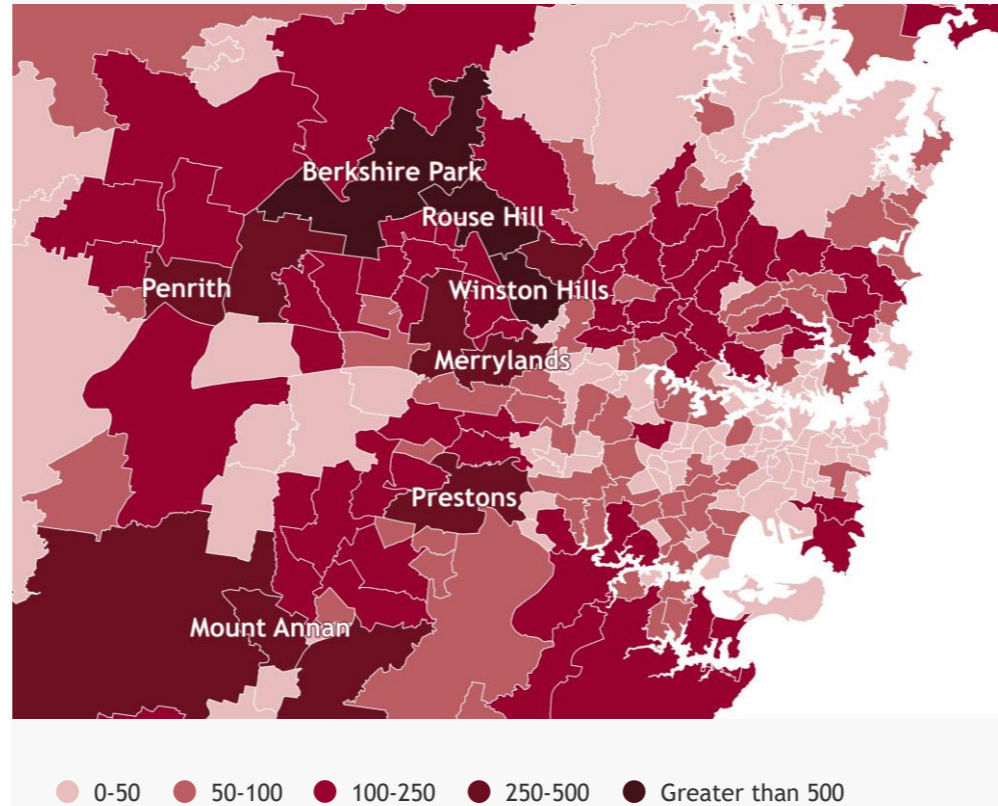 Berkshire Park
Rouse Hill
Penrith
Winston Hills
Merrylands
Prestons
Mount Annan
0-50 50-100 100-250 250-500 Greater than 500